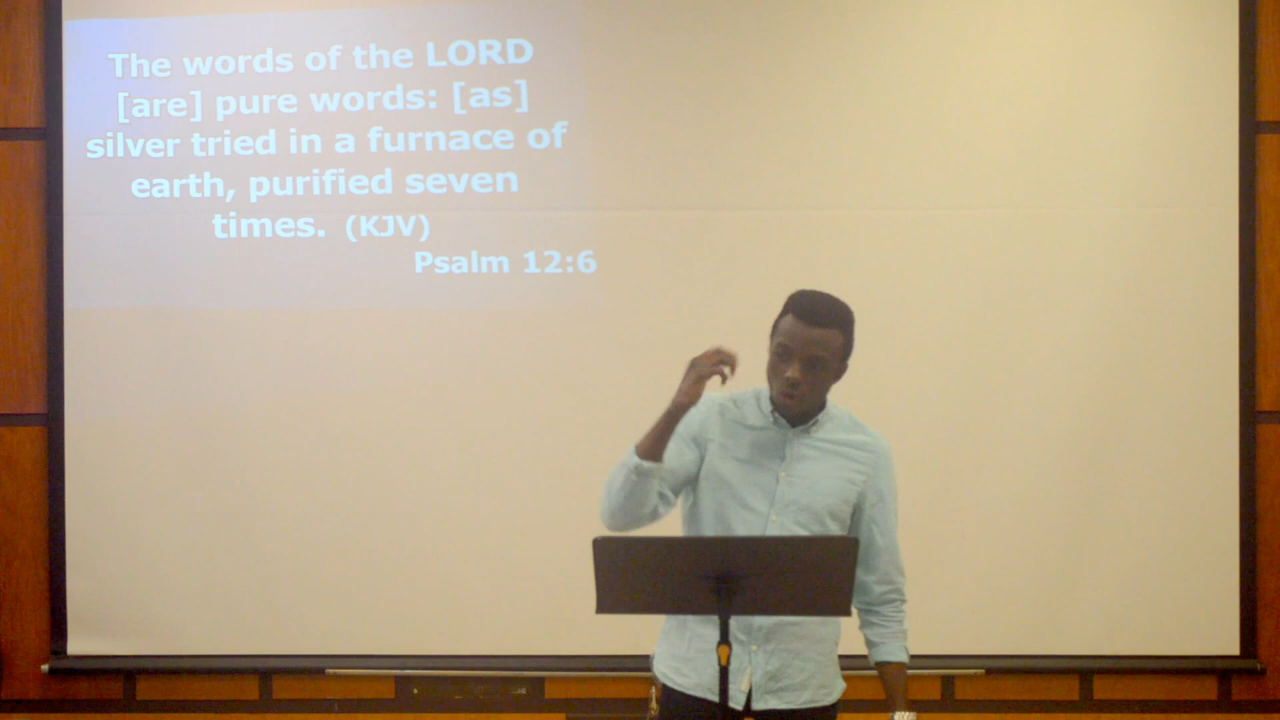 The words of the LORD
[are] pure words: [as]
silver tried in a furnace of
earth, purified seven
times. (KJV)
Psalm 12:6